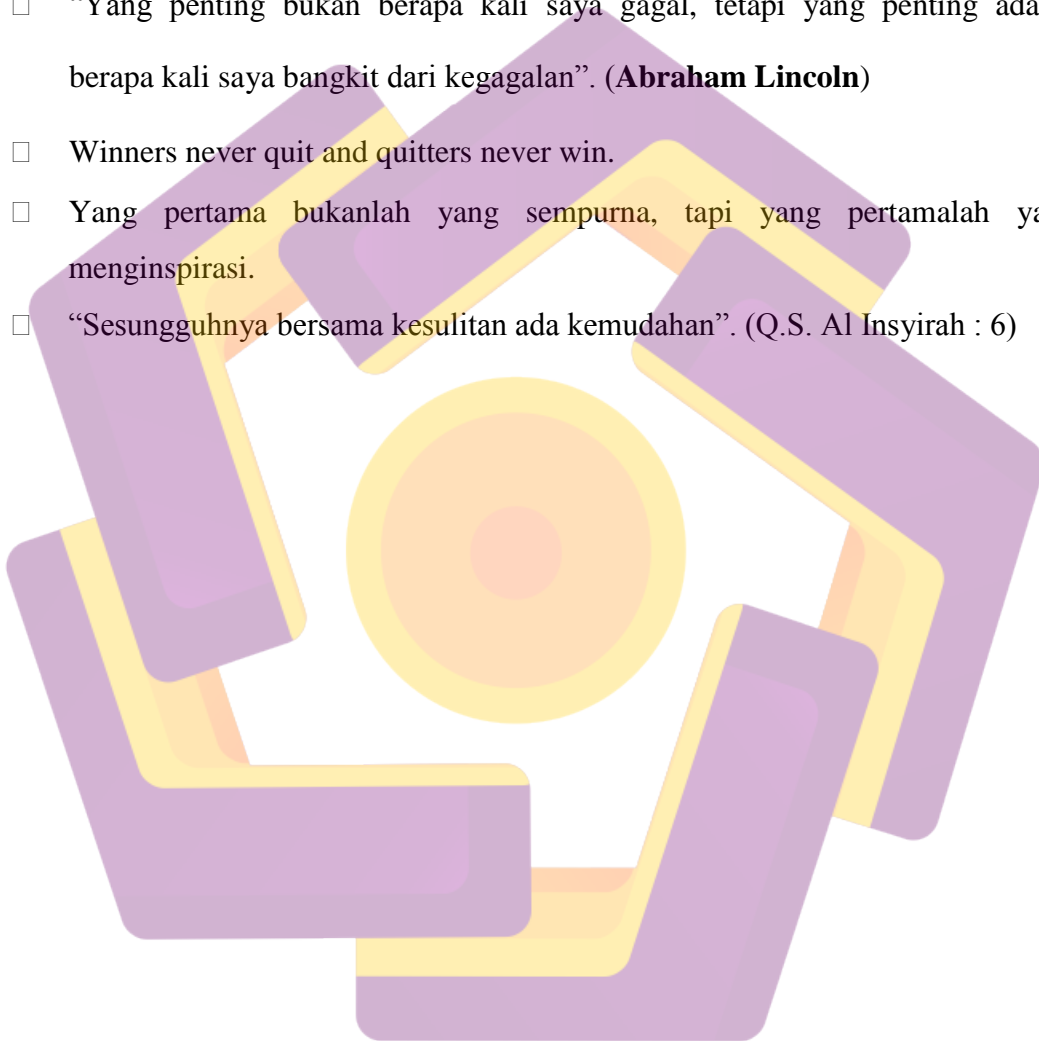 □ “Yang penting bukan berapa kali saya gagal, tetapi yang penting ada
berapa kali saya bangkit dari kegagalan”. (Abraham Lincoln)
□ Winners never quit and quitters never win.
□ Yang pertama bukanlah yang sempurna, tapi yang pertamalah ya
menginspirasi.
□ “Sesungguhnya bersama kesulitan ada kemudahan”. (Q.S. Al Insyirah : 6)